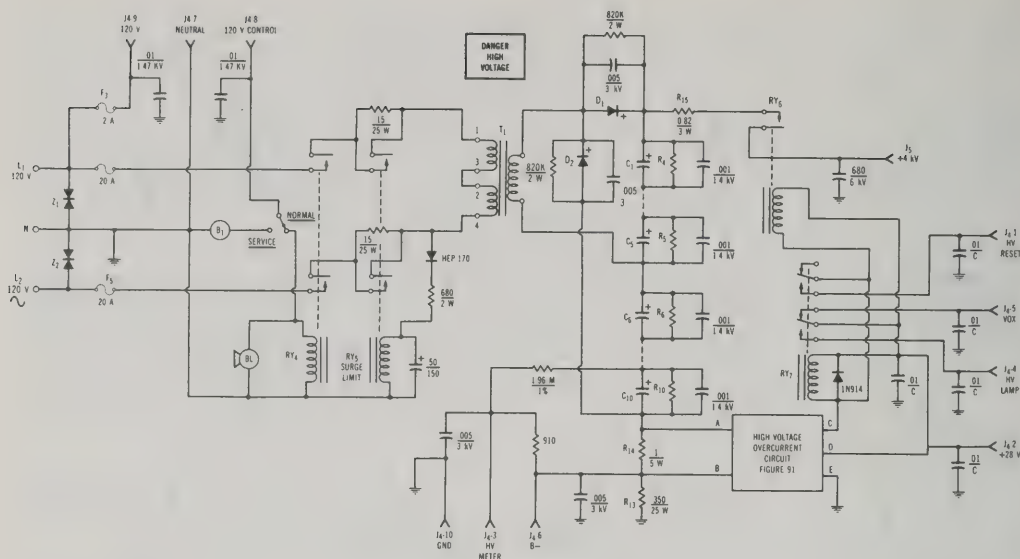 J4 9
120 V
J4 7
NEUTRAL
J4 8
120 V CONTROL
01
1 47 KV
01
1 47 KV
F3
2 A
L1
120 V
20 A
Z1
N
Z2
L2
120 V
F5
20 A
B1
NORMAL
SERVICE
BL
RY4
RY5
SURGE
LIMIT
50
150
15
25 W
15
25 W
HEP 170
680
2 W
1
3
2
4
T1
DANGER
HIGH
VOLTAGE
820K
2 W
005
3 kV
D1
D2
820K
2 W
005
3
R15
0 82
3 W
RY6
J5
+4 kV
680
6 kV
C1
R4
001
1 4 kV
C5
R5
001
1 4 kV
C6
R6
001
1 4 kV
C10
R10
001
1 4 kV
1 96 M
1%
910
005
3 kV
005
3 kV
R14
1
5 W
R13
350
25 W
A
B
HIGH VOLTAGE
OVERCURRENT
CIRCUIT
FIGURE 91
C
D
E
RY7
1N914
01
C
J4 1
HV
RESET
01
C
J4-5
VOX
01
C
J4-4
HV
LAMP
01
C
J4 2
+28 V
01
C
J4-10
GND
J4-3
HV
METER
J4 6
B-